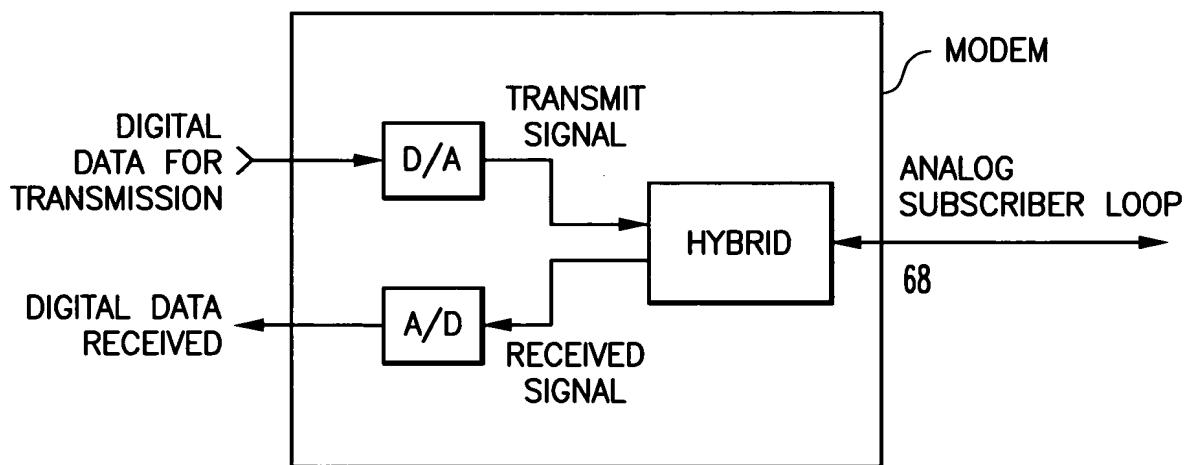 MODEM
TRANSMIT
SIGNAL
DIGITAL
DATA FOR
TRANSMISSION
D/A
ANALOG
SUBSCRIBER LOOP
HYBRID
68
DIGITAL DATA
RECEIVED
A/D
RECEIVED
SIGNAL